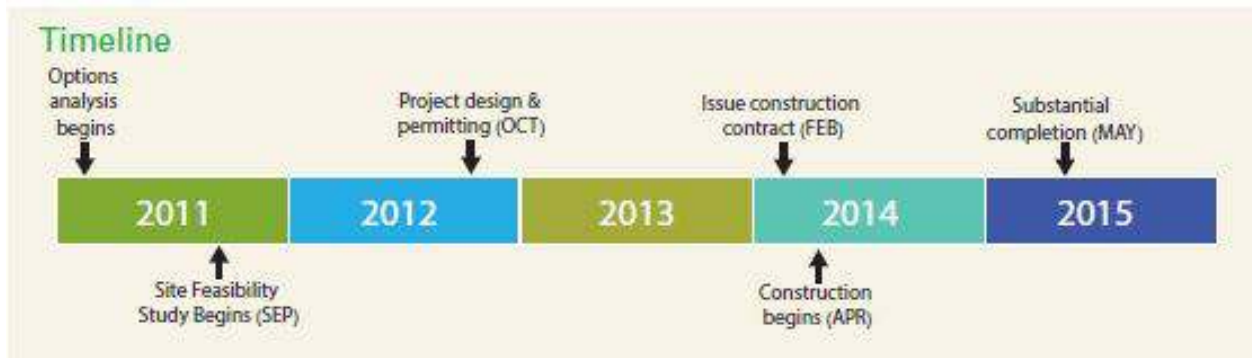 Timeline
Options
analysis
begins
Project design &
permitting (OCT)
Issue construction
contract (FEB)
Substantial
completion (MAY)
2011
2012
2013
2014
2015
Site Feasibility
Study Begins (SEP)
Construction
begins (APR)